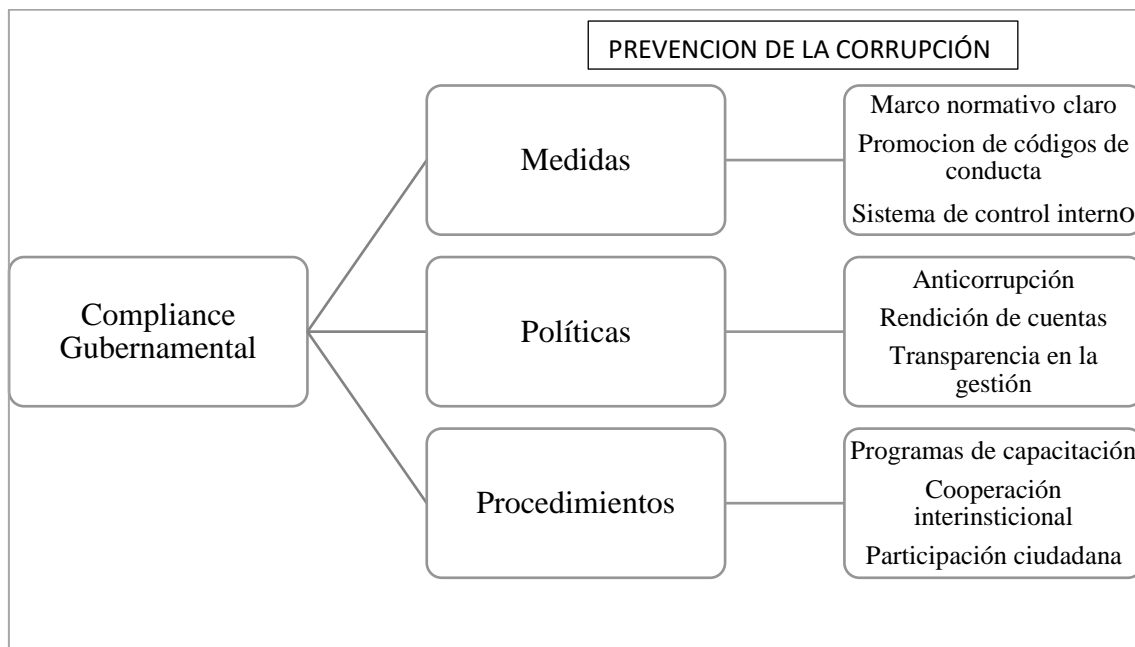 PREVENCION DE LA CORRUPCIÓN
Compliance
Gubernamental
Medidas
Marco normativo claro
Promocion de códigos de
conducta
Sistema de control interno
Políticas
Anticorrupción
Rendición de cuentas
Transparencia en la
gestión
Procedimientos
Programas de capacitación
Cooperación
interinsticional
Participación ciudadana